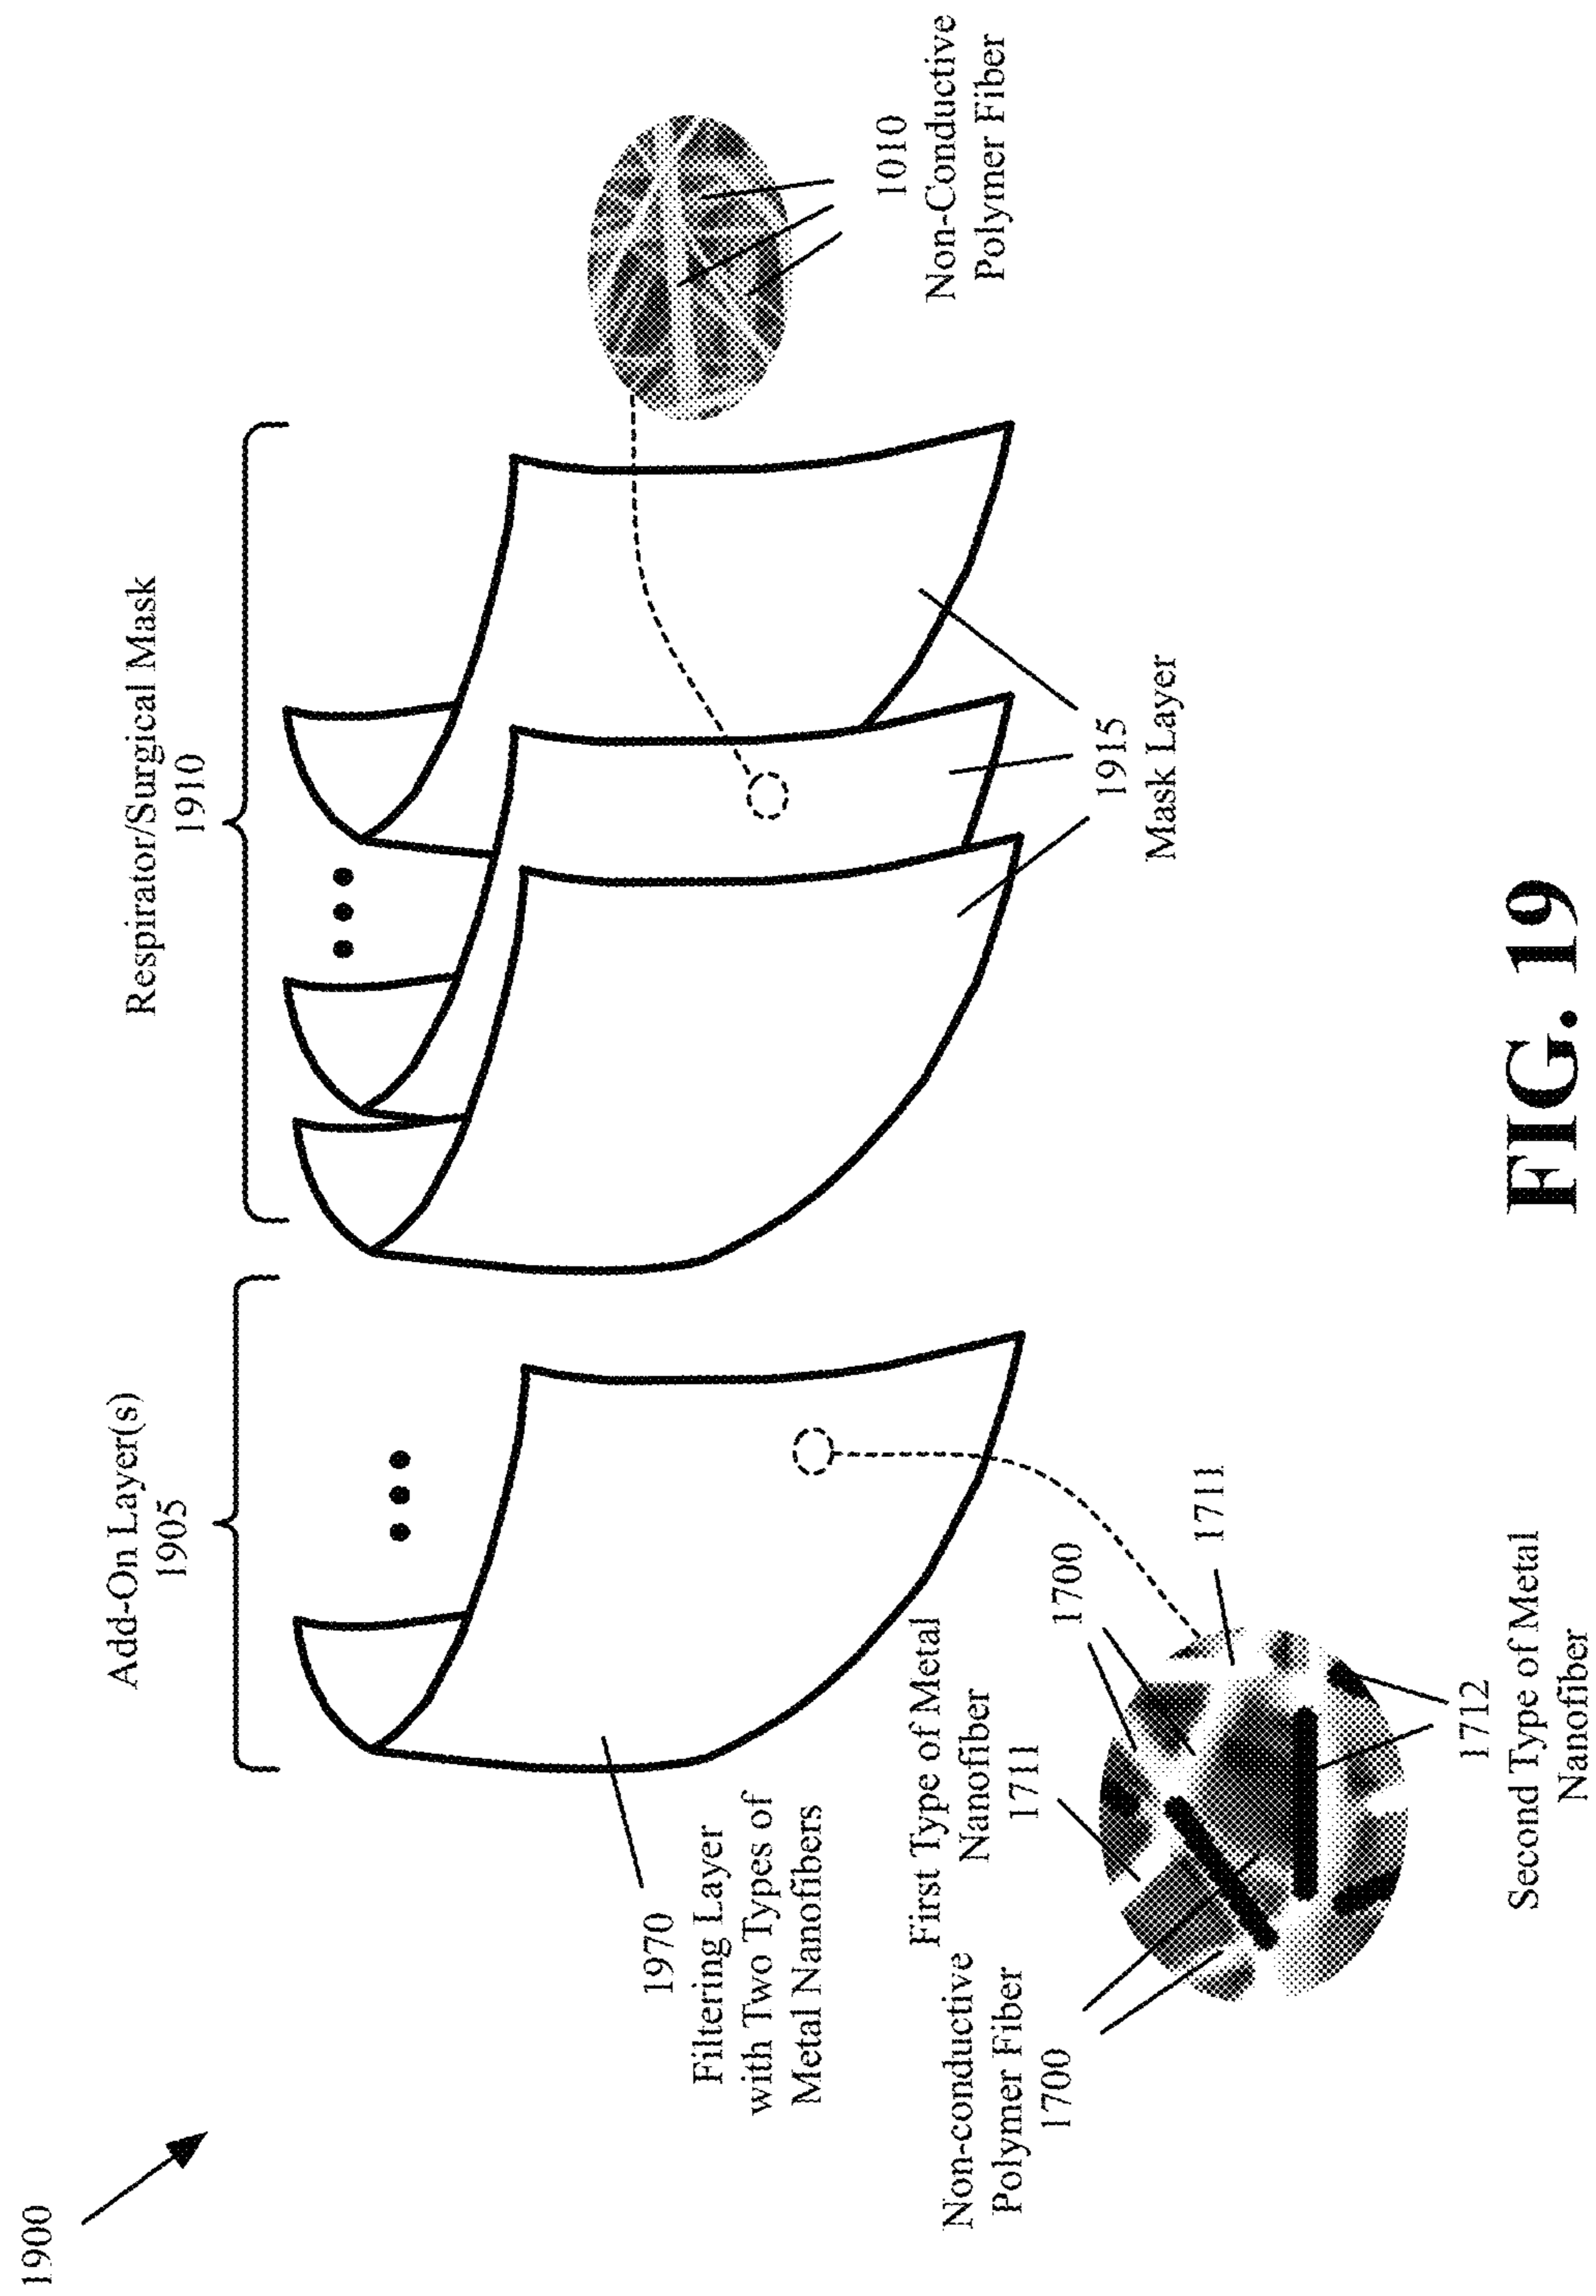 1900
Add-On Layer(s)
1905
Respirator/Surgical Mask
1910
1970
Filtering Layer
with Two Types of
Metal Nanofibers
Non-conductive
Polymer Fiber
1700
First Type of Metal
Nanofiber
1711
1700
1711
1712
Second Type of Metal
Nanofiber
1915
Mask Layer
1010
Non-Conductive
Polymer Fiber
FIG. 19